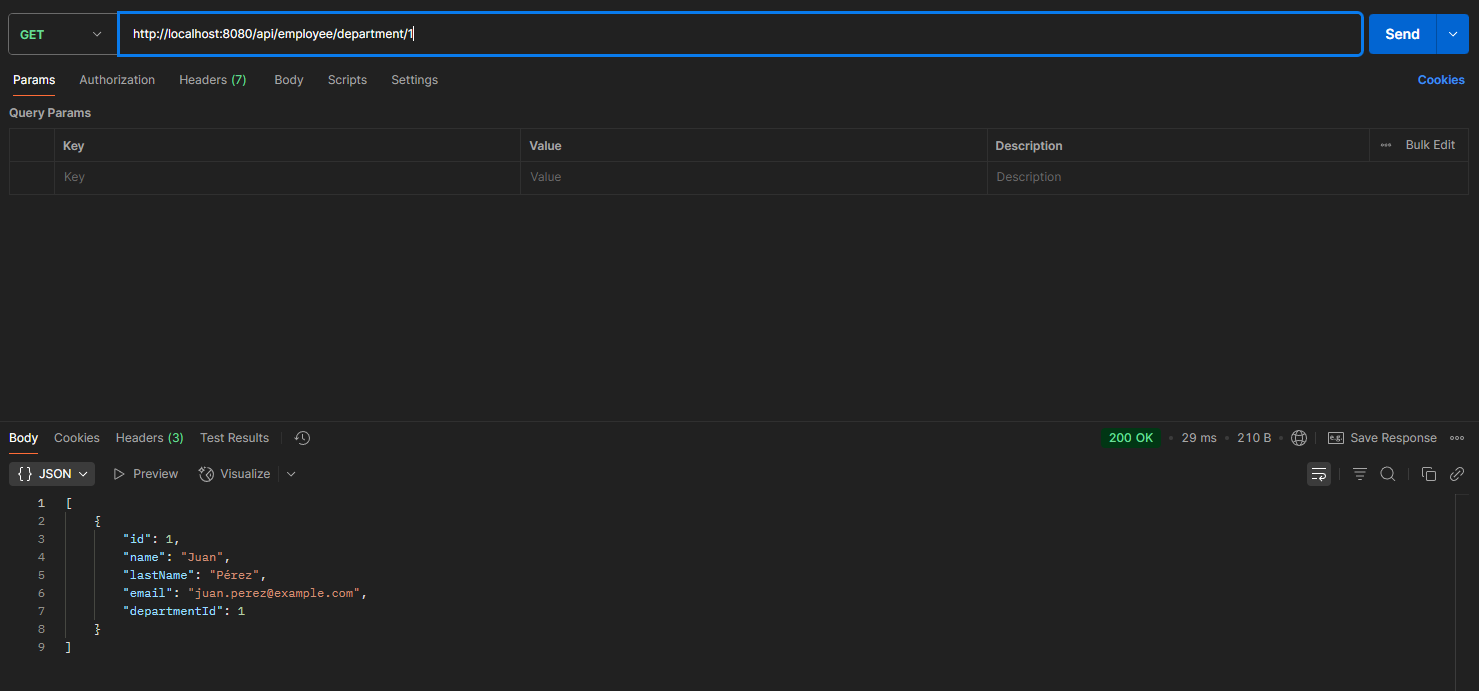 GET http://localhost:8080/api/employee/department/1 Send
Params Authorization Headers (7) Body Scripts Settings Cookies
Query Params
Key Value Description Bulk Edit
Key Value Description
Body Cookies Headers (3) Test Results 200 OK • 29 ms • 210 B e.g. Save Response
{} JSON Preview Visualize
1 [
2 {
3 "id": 1,
4 "name": "Juan",
5 "lastName": "Pérez",
6 "email": "juan.perez@example.com",
7 "departmentId": 1
8 }
9 ]